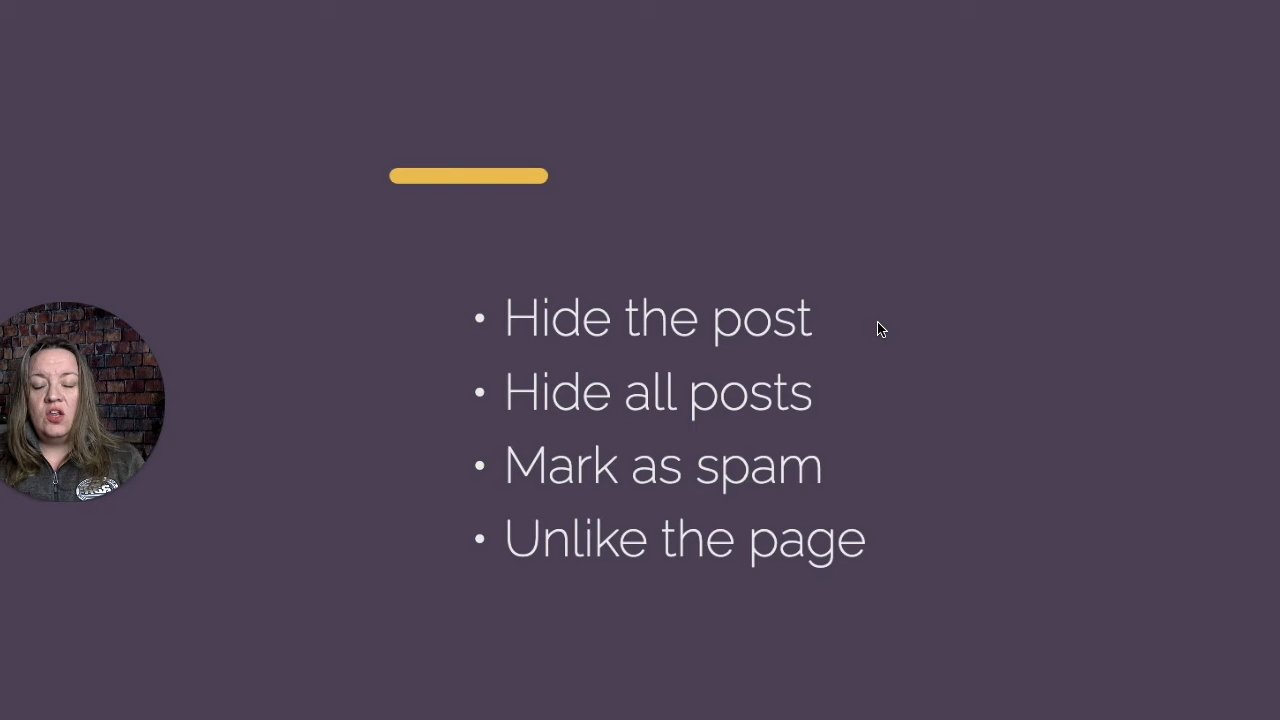 • Hide the post
• Hide all posts
• Mark as spam
• Unlike the page